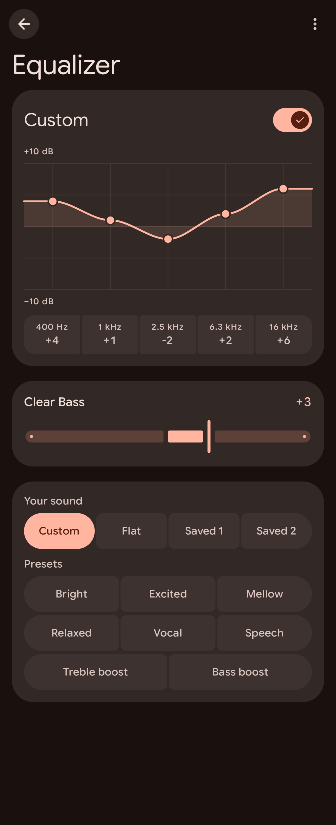 Equalizer
Custom
+10 dB
−10 dB
400 Hz 1 kHz 2.5 kHz 6.3 kHz 16 kHz
+4 +1 -2 +2 +6
Clear Bass +3
Your sound
Custom Flat Saved 1 Saved 2
Presets
Bright Excited Mellow
Relaxed Vocal Speech
Treble boost Bass boost